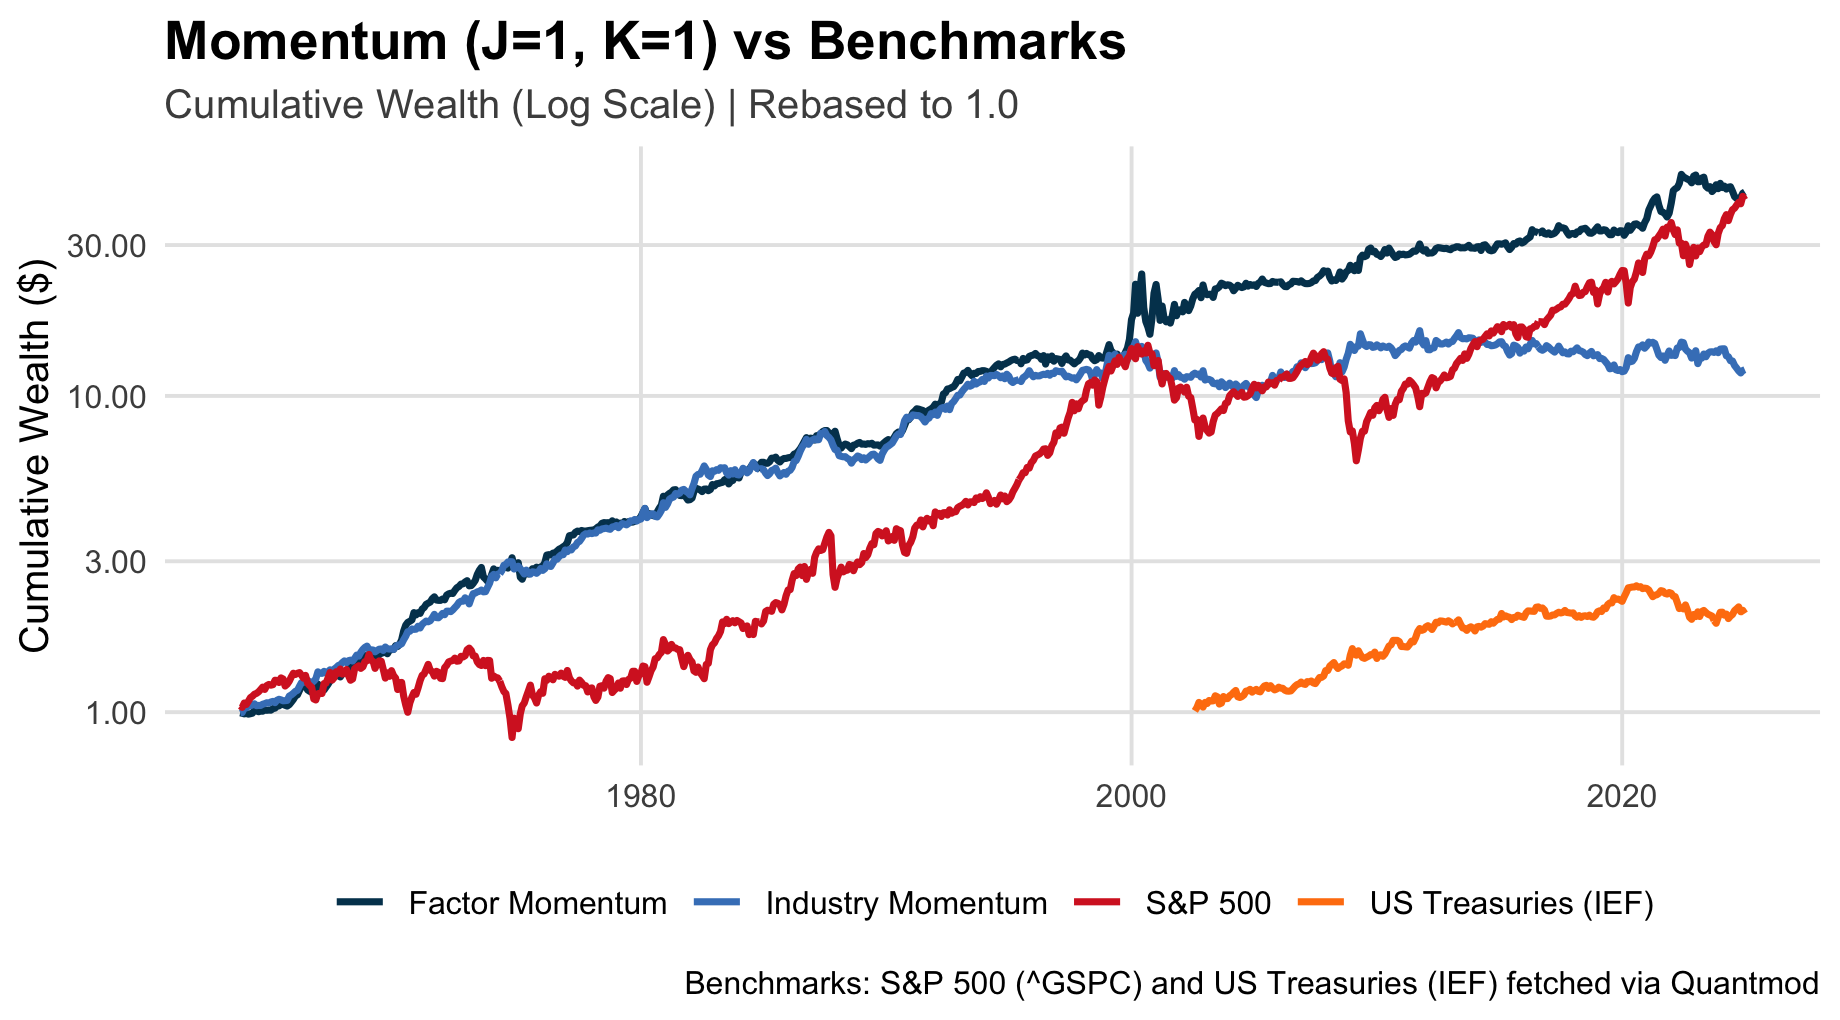 Momentum (J=1, K=1) vs Benchmarks
Cumulative Wealth (Log Scale) | Rebased to 1.0
Cumulative Wealth ($)
30.00
10.00
3.00
1.00
1980 2000 2020
Factor Momentum Industry Momentum S&P 500 US Treasuries (IEF)
Benchmarks: S&P 500 (^GSPC) and US Treasuries (IEF) fetched via Quantmod